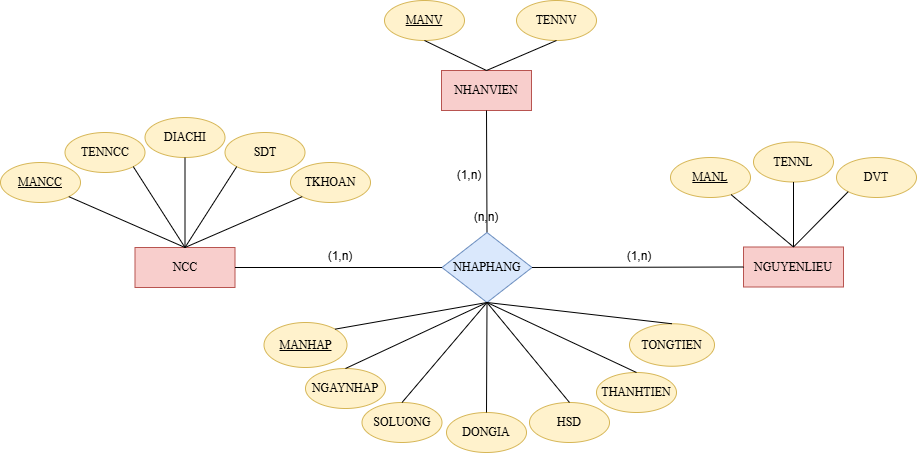 MANV
TENNV
NHANVIEN
DIACHI
TENNCC
SDT
MANCC
TKHOAN
TENNL
MANL
DVT
(1,n)
(n,n)
(1,n)
(1,n)
NCC
NHAPHANG
NGUYENLIEU
MANHAP
TONGTIEN
NGAYNHAP
THANHTIEN
SOLUONG
HSD
DONGIA